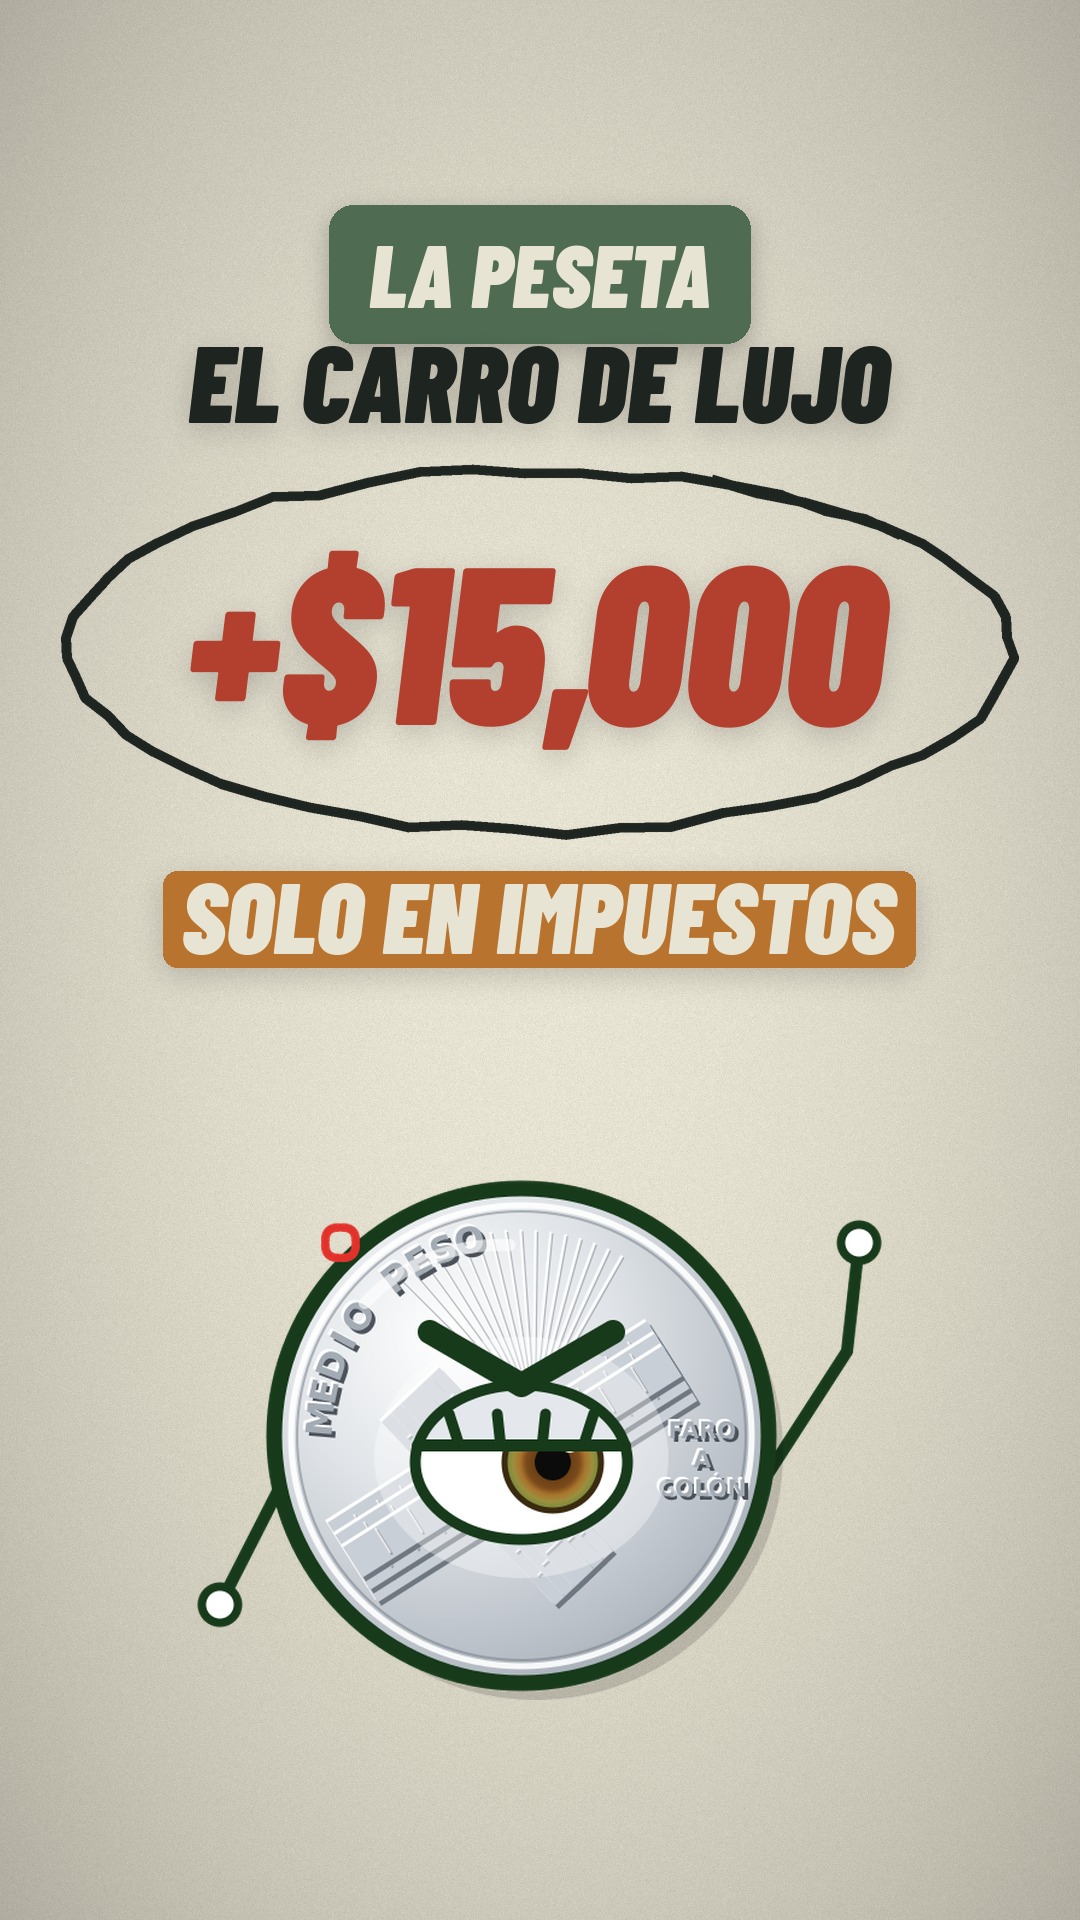 LA PESETA
EL CARRO DE LUJO
+$15,000
SOLO EN IMPUESTOS
MEDIO PESO
FARO
A
COLÓN